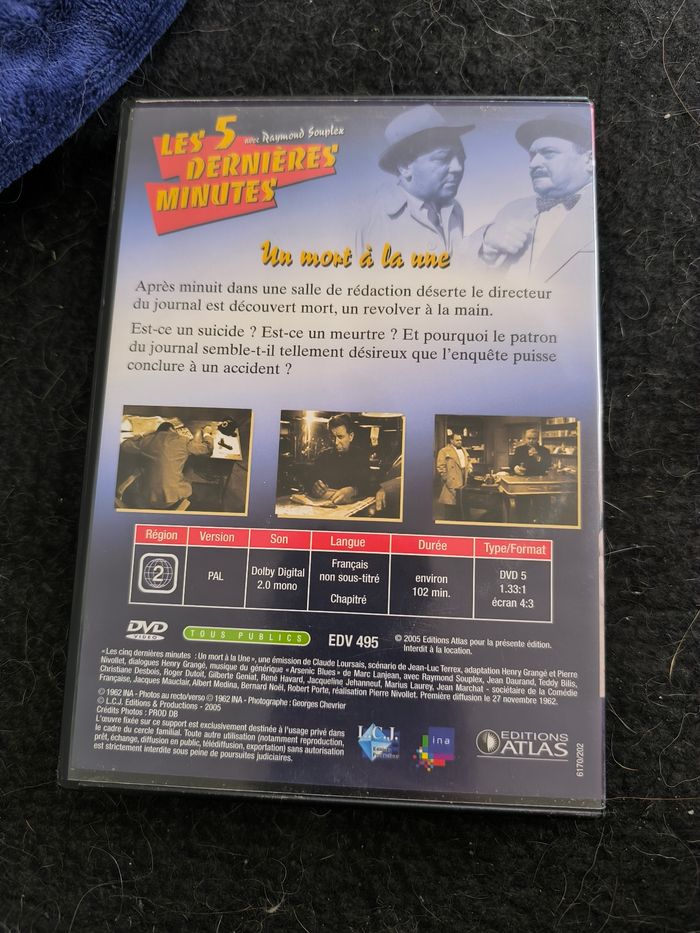 LES 5 avec Raymond Souplex
DERNIÈRES
MINUTES
Un mort à la une
Après minuit dans une salle de rédaction déserte le directeur
du journal est découvert mort, un revolver à la main.
Est-ce un suicide ? Est-ce un meurtre ? Et pourquoi le patron
du journal semble-t-il tellement désireux que l'enquête puisse
conclure à un accident ?
Région Version Son Langue Durée Type/Format
2 PAL Dolby Digital 2.0 mono Français non sous-titré Chapitré environ 102 min. DVD 5 1.33:1 écran 4:3
DVD VIDEO
TOUS PUBLICS
EDV 495
© 2005 Editions Atlas pour la présente édition.
Interdit à la location.
« Les cinq dernières minutes : Un mort à la Une », une émission de Claude Loursais, scénario de Jean-Luc Terrex, adaptation Henry Grangé et Pierre
Nivollet, dialogues Henry Grangé, musique du générique « Arsenic Blues » de Marc Lanjean, avec Raymond Souplex, Jean Daurand, Teddy Bilis,
Christiane Desbois, Roger Dutoit, Gilberte Geniat, René Havard, Jacqueline Jehanneuf, Marius Laurey, Jean Marchat - sociétaire de la Comédie
Française, Jacques Mauclair, Albert Medina, Bernard Noël, Robert Porte, réalisation Pierre Nivollet. Première diffusion le 27 novembre 1962.
© 1962 INA - Photos au recto/verso © 1962 INA - Photographe : Georges Chevrier
© L.C.J. Editions & Productions - 2005
Crédits Photos : PROD DB
L'œuvre fixée sur ce support est exclusivement destinée à l'usage privé dans
le cadre du cercle familial. Toute autre utilisation (notamment reproduction,
prêt, échange, diffusion en public, télédiffusion, exportation) sans autorisation
est strictement interdite sous peine de poursuites judiciaires.
L.C.J.
ina
EDITIONS
ATLAS
6170/202